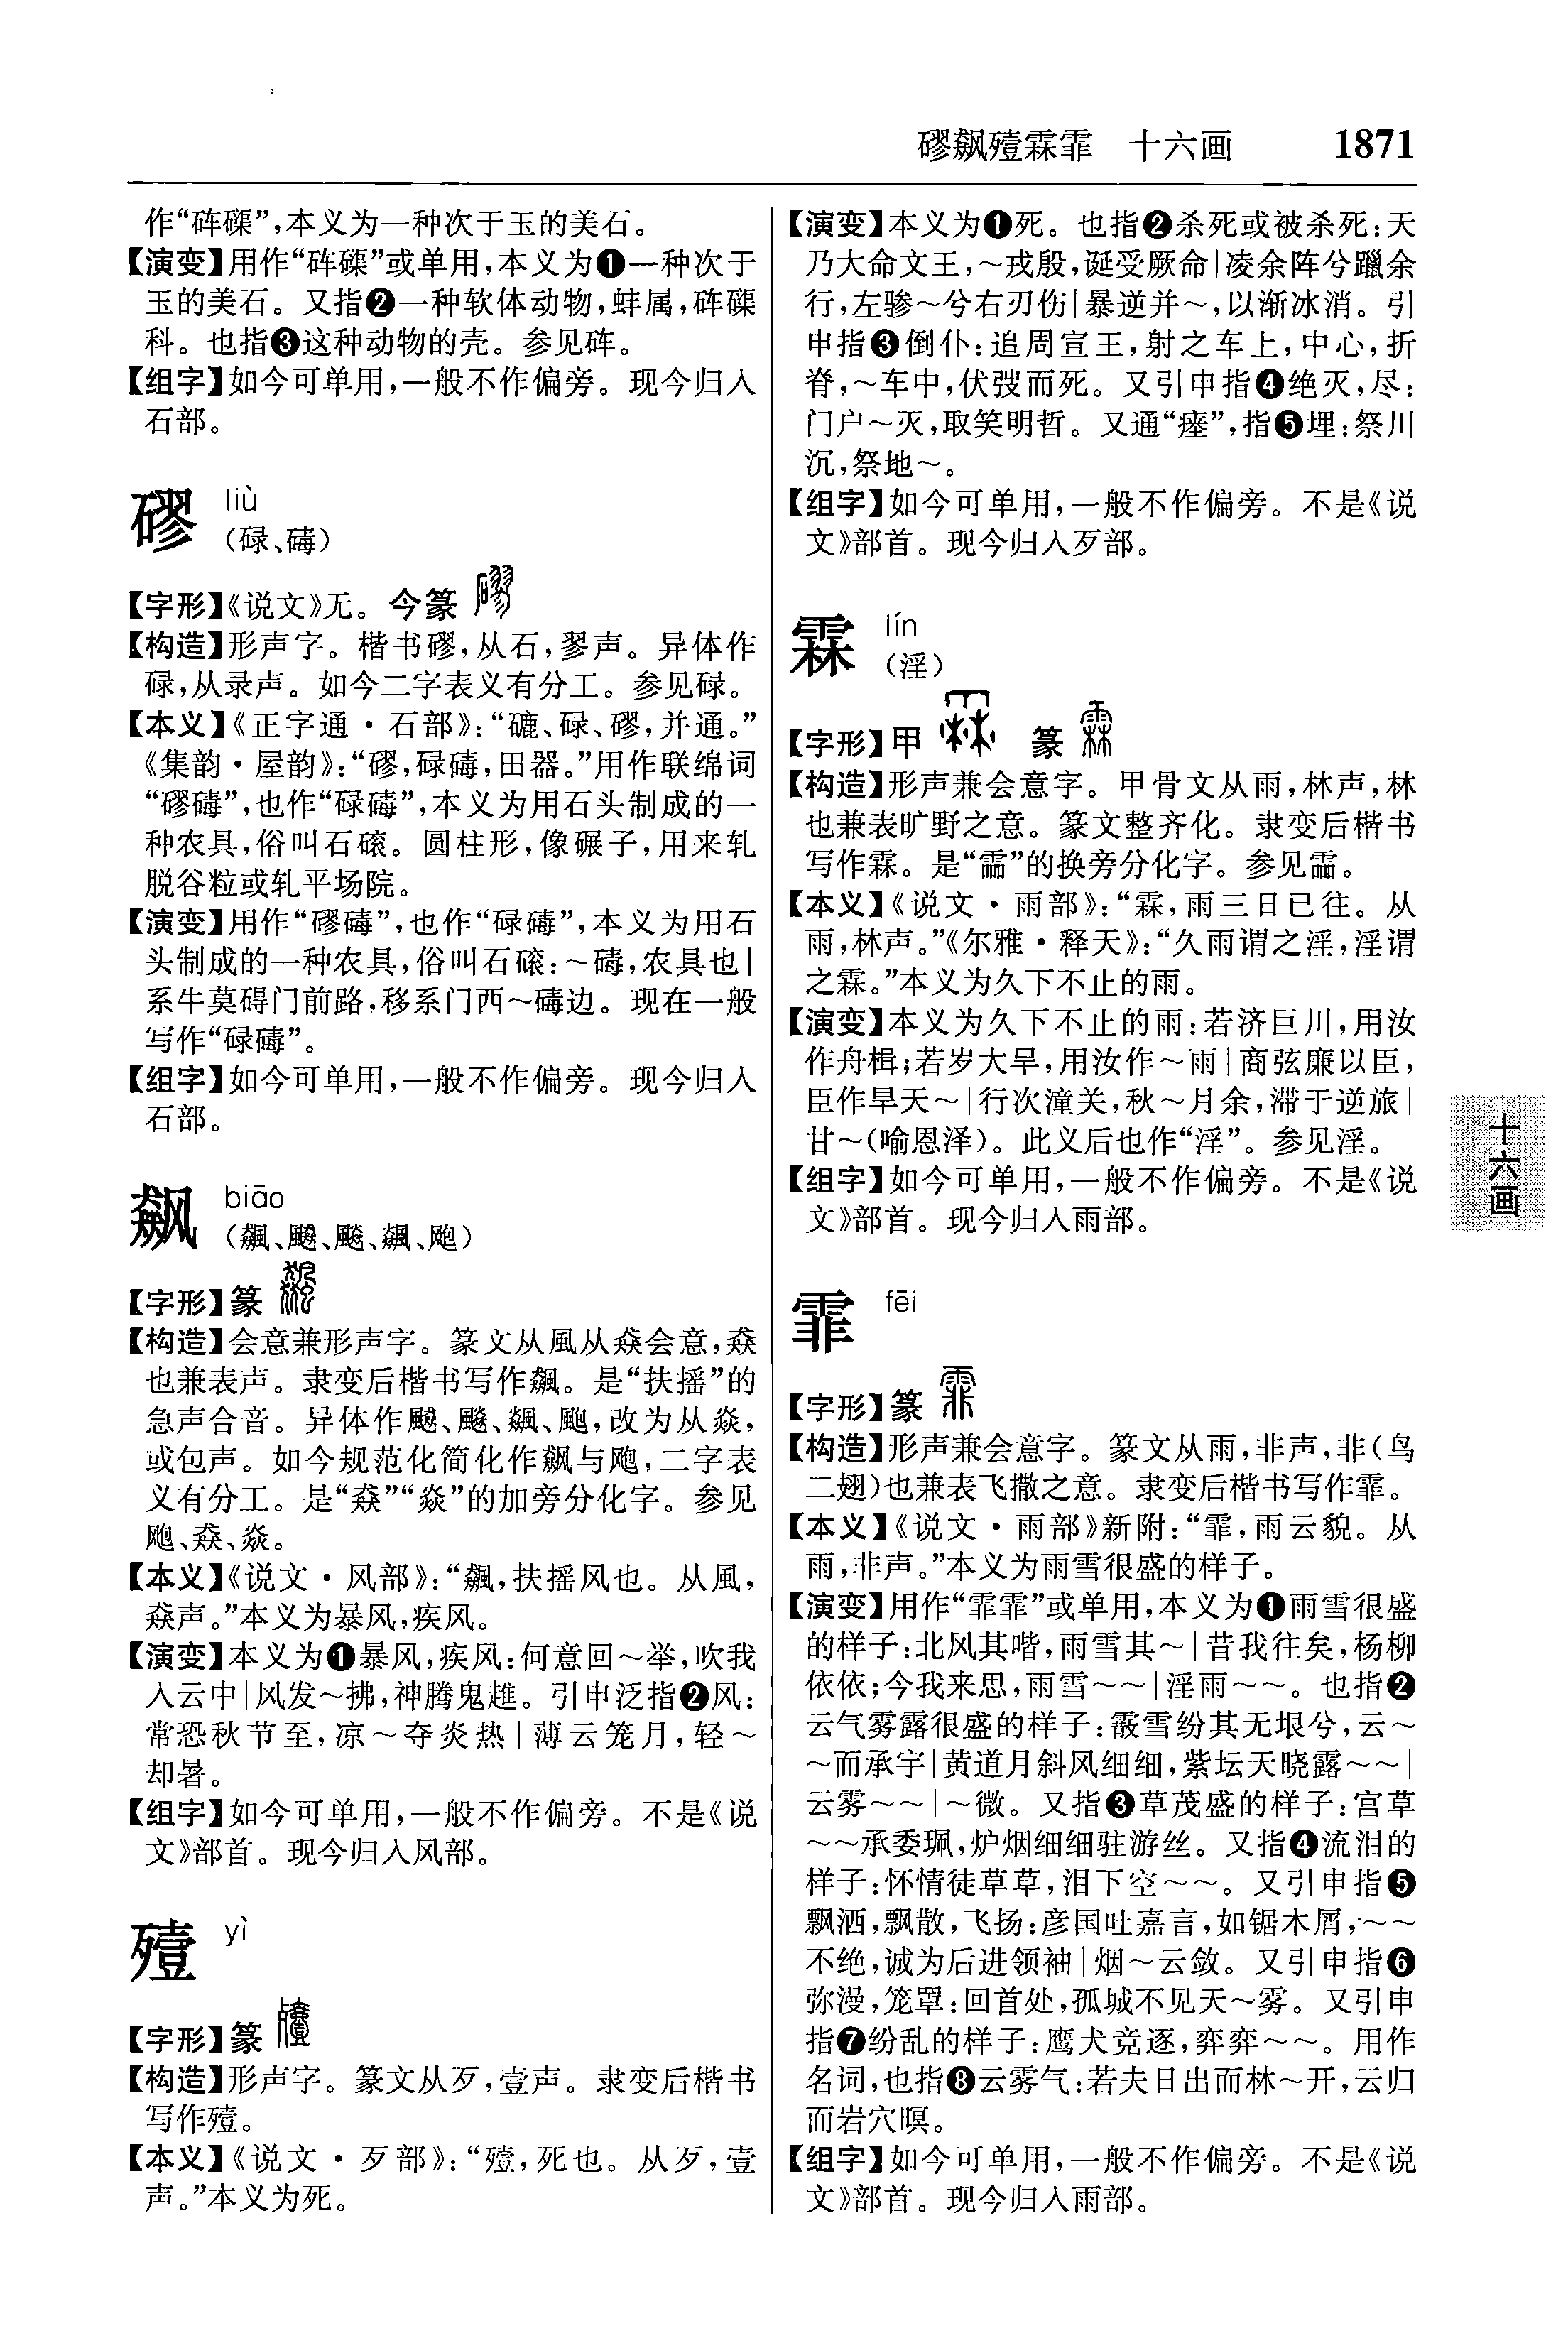 磟飙殪霖霏 十六画 1871
作“砗磲”,本义为一种次于玉的美石。
【演变】用作“砗磲”或单用,本义为❶一种次于
玉的美石。又指❷一种软体动物,蚌属,砗磲
科。也指❸这种动物的壳。参见砗。
【组字】如今可单用,一般不作偏旁。现今归入
石部。
磟 liù
(碌、碡)
【字形】《说文》无。今篆
【构造】形声字。楷书磟,从石,翏声。异体作
碌,从录声。如今二字表义有分工。参见碌。
【本义】《正字通·石部》:“磟、碌、磟,并通。”
《集韵·屋韵》:“磟,碌碡,田器。”用作联绵词
“磟碡”,也作“碌碡”,本义为用石头制成的一
种农具,俗叫石磙。圆柱形,像碾子,用来轧
脱谷粒或轧平场院。
【演变】用作“磟碡”,也作“碌碡”,本义为用石
头制成的一种农具,俗叫石磙:～碡,农具也|
系牛莫碍门前路,移系门西～碡边。现在一般
写作“碌碡”。
【组字】如今可单用,一般不作偏旁。现今归入
石部。
飙 biāo
(飆、飈、飇、飊、飑)
【字形】篆
【构造】会意兼形声字。篆文从風从猋会意,猋
也兼表声。隶变后楷书写作飆。是“扶摇”的
急声合音。异体作飈、飇、飊、颮,改为从焱,
或包声。如今规范化简化作飙与飑,二字表
义有分工。是“猋”“焱”的加旁分化字。参见
飑、猋、焱。
【本义】《说文·风部》:“飆,扶摇风也。从風,
猋声。”本义为暴风,疾风。
【演变】本义为❶暴风,疾风:何意回～举,吹我
入云中|风发～拂,神腾鬼趡。引申泛指❷风:
常恐秋节至,凉～夺炎热|薄云笼月,轻～
却暑。
【组字】如今可单用,一般不作偏旁。不是《说
文》部首。现今归入风部。
殪 yì
【字形】篆
【构造】形声字。篆文从歹,壹声。隶变后楷书
写作殪。
【本义】《说文·歹部》:“殪,死也。从歹,壹
声。”本义为死。
【演变】本义为❶死。也指❷杀死或被杀死:天
乃大命文王,～戎殷,诞受厥命|凌余阵兮躐余
行,左骖～兮右刃伤|暴逆并～,以渐冰消。引
申指❸倒仆:追周宣王,射之车上,中心,折
脊,～车中,伏弢而死。又引申指❹绝灭,尽:
门户～灭,取笑明哲。又通“瘗”,指❺埋:祭川
沉,祭地～。
【组字】如今可单用,一般不作偏旁。不是《说
文》部首。现今归入歹部。
霖 lín
(淫)
【字形】甲 篆
【构造】形声兼会意字。甲骨文从雨,林声,林
也兼表旷野之意。篆文整齐化。隶变后楷书
写作霖。是“霝”的换旁分化字。参见霝。
【本义】《说文·雨部》:“霖,雨三日已往。从
雨,林声。”《尔雅·释天》:“久雨谓之淫,淫谓
之霖。”本义为久下不止的雨。
【演变】本义为久下不止的雨:若济巨川,用汝
作舟楫;若岁大旱,用汝作～雨|商弦廉以臣,
臣作旱天～|行次潼关,秋～月余,滞于逆旅|
甘～(喻恩泽)。此义后也作“淫”。参见淫。
【组字】如今可单用,一般不作偏旁。不是《说
文》部首。现今归入雨部。
霏 fēi
【字形】篆
【构造】形声兼会意字。篆文从雨,非声,非(鸟
二翅)也兼表飞撒之意。隶变后楷书写作霏。
【本义】《说文·雨部》新附:“霏,雨云貌。从
雨,非声。”本义为雨雪很盛的样子。
【演变】用作“霏霏”或单用,本义为❶雨雪很盛
的样子:北风其喈,雨雪其～|昔我往矣,杨柳
依依;今我来思,雨雪～～|淫雨～～。也指❷
云气雾露很盛的样子:霰雪纷其无垠兮,云～
～而承宇|黄道月斜风细细,紫坛天晓露～～|
云雾～～|～微。又指❸草茂盛的样子:宫草
～～承委珮,炉烟细细驻游丝。又指❹流泪的
样子:怀情徒草草,泪下空～～。又引申指❺
飘洒,飘散,飞扬:彦国吐嘉言,如锯木屑,～～
不绝,诚为后进领袖|烟～云敛。又引申指❻
弥漫,笼罩:回首处,孤城不见天～雾。又引申
指❼纷乱的样子:鹰犬竞逐,弈弈～～。用作
名词,也指❽云雾气:若夫日出而林～开,云归
而岩穴暝。
【组字】如今可单用,一般不作偏旁。不是《说
文》部首。现今归入雨部。
十六画